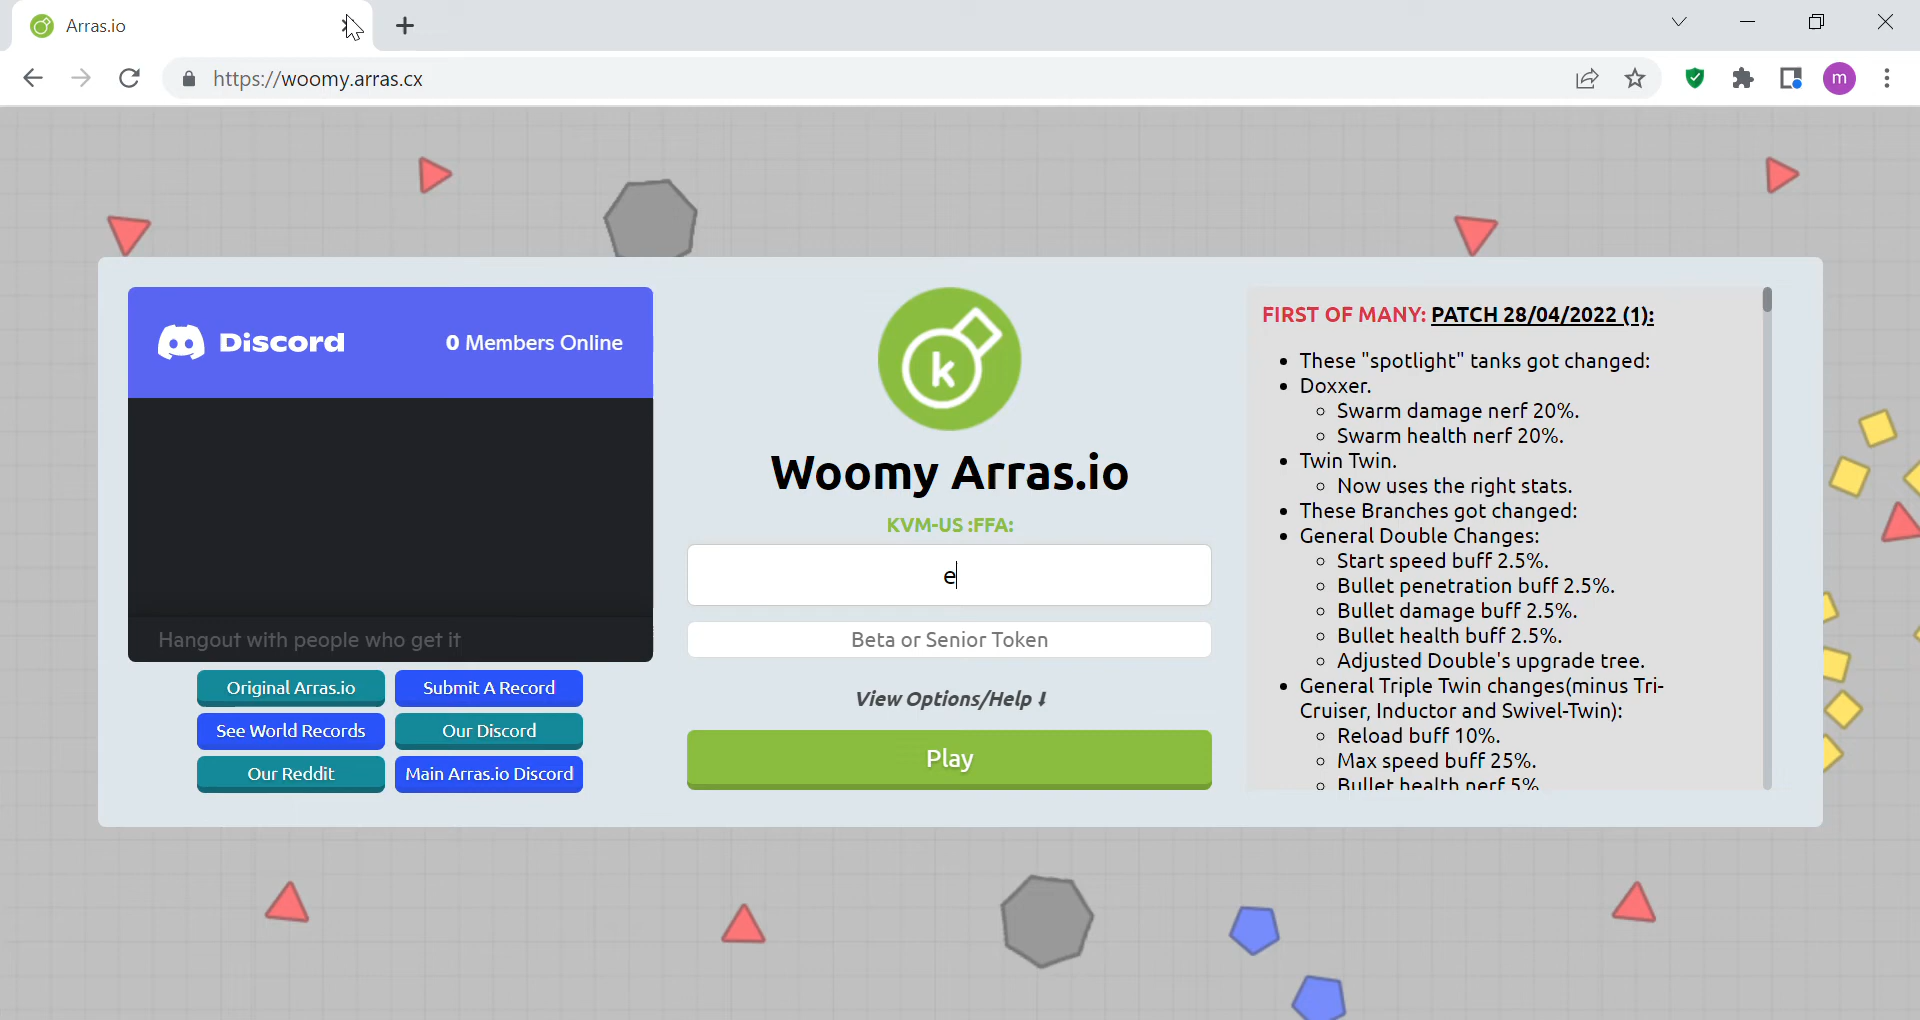 Arras.io
https://woomy.arras.cx
m
Discord
0 Members Online
Hangout with people who get it
Original Arras.io
Submit A Record
See World Records
Our Discord
Our Reddit
Main Arras.io Discord
k
Woomy Arras.io
KVM-US :FFA:
e
Beta or Senior Token
View Options/Help ⬇
Play
FIRST OF MANY: PATCH 28/04/2022 (1):
• These "spotlight" tanks got changed:
• Doxxer.
◦ Swarm damage nerf 20%.
◦ Swarm health nerf 20%.
• Twin Twin.
◦ Now uses the right stats.
• These Branches got changed:
• General Double Changes:
◦ Start speed buff 2.5%.
◦ Bullet penetration buff 2.5%.
◦ Bullet damage buff 2.5%.
◦ Bullet health buff 2.5%.
◦ Adjusted Double's upgrade tree.
• General Triple Twin changes(minus Tri-
Cruiser, Inductor and Swivel-Twin):
◦ Reload buff 10%.
◦ Max speed buff 25%.
◦ Bullet health nerf 5%